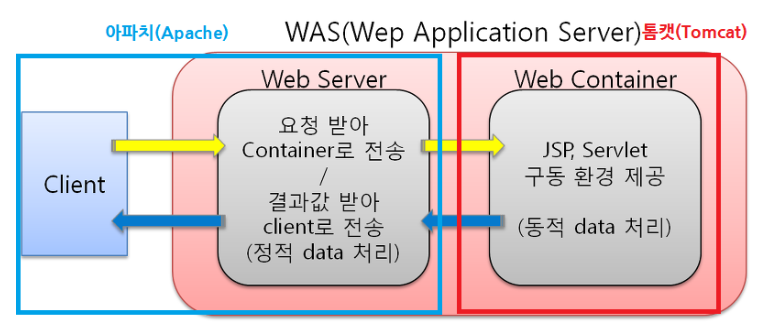 아파치(Apache)
WAS(Wep Application Server)
톰캣(Tomcat)
Web Server
Web Container
Client
요청 받아
Container로 전송
/
결과값 받아
client로 전송
(정적 data 처리)
JSP, Servlet
구동 환경 제공
(동적 data 처리)